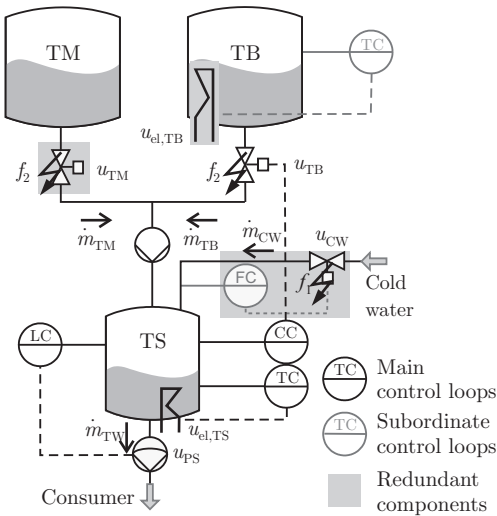 TM
TB
TC
u_el,TB
f_2
u_TM
f_2
u_TB
ṁ_TM
ṁ_TB
ṁ_CW
u_CW
FC
f_1
Cold
water
TS
LC
CC
TC
ṁ_TW
u_el,TS
u_PS
Consumer
TC
Main
control loops
TC
Subordinate
control loops
Redundant
components